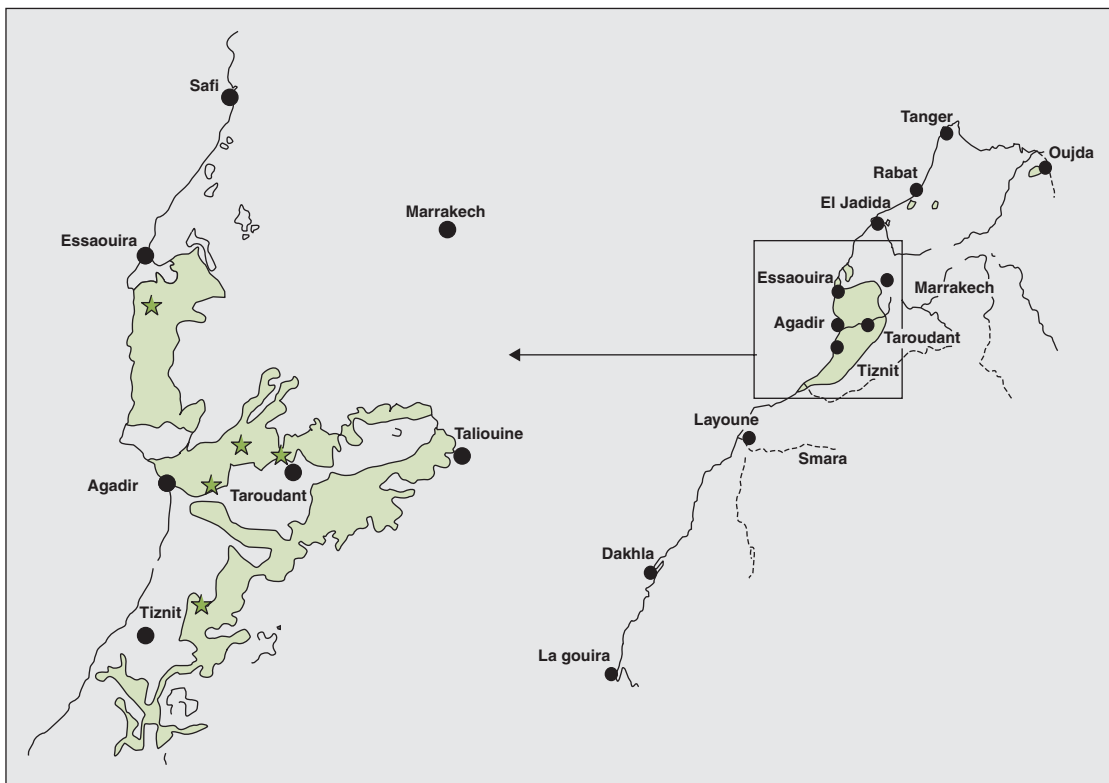 Safi
Marrakech
Essaouira
Taliouine
Agadir
Taroudant
Tiznit
Tanger
Oujda
Rabat
El Jadida
Essaouira
Marrakech
Agadir
Taroudant
Tiznit
Layoune
Smara
Dakhla
La gouira